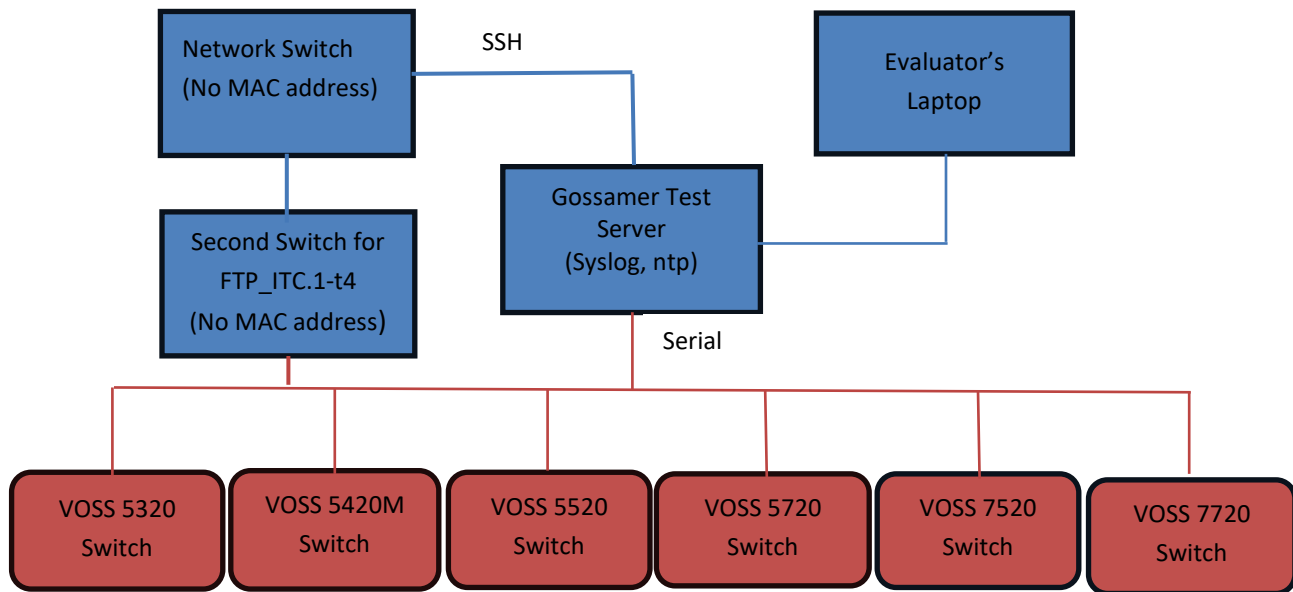 Network Switch
(No MAC address)
SSH
Evaluator’s
Laptop
Gossamer Test
Server
(Syslog, ntp)
Second Switch for
FTP_ITC.1-t4
(No MAC address)
Serial
VOSS 5320
Switch
VOSS 5420M
Switch
VOSS 5520
Switch
VOSS 5720
Switch
VOSS 7520
Switch
VOSS 7720
Switch